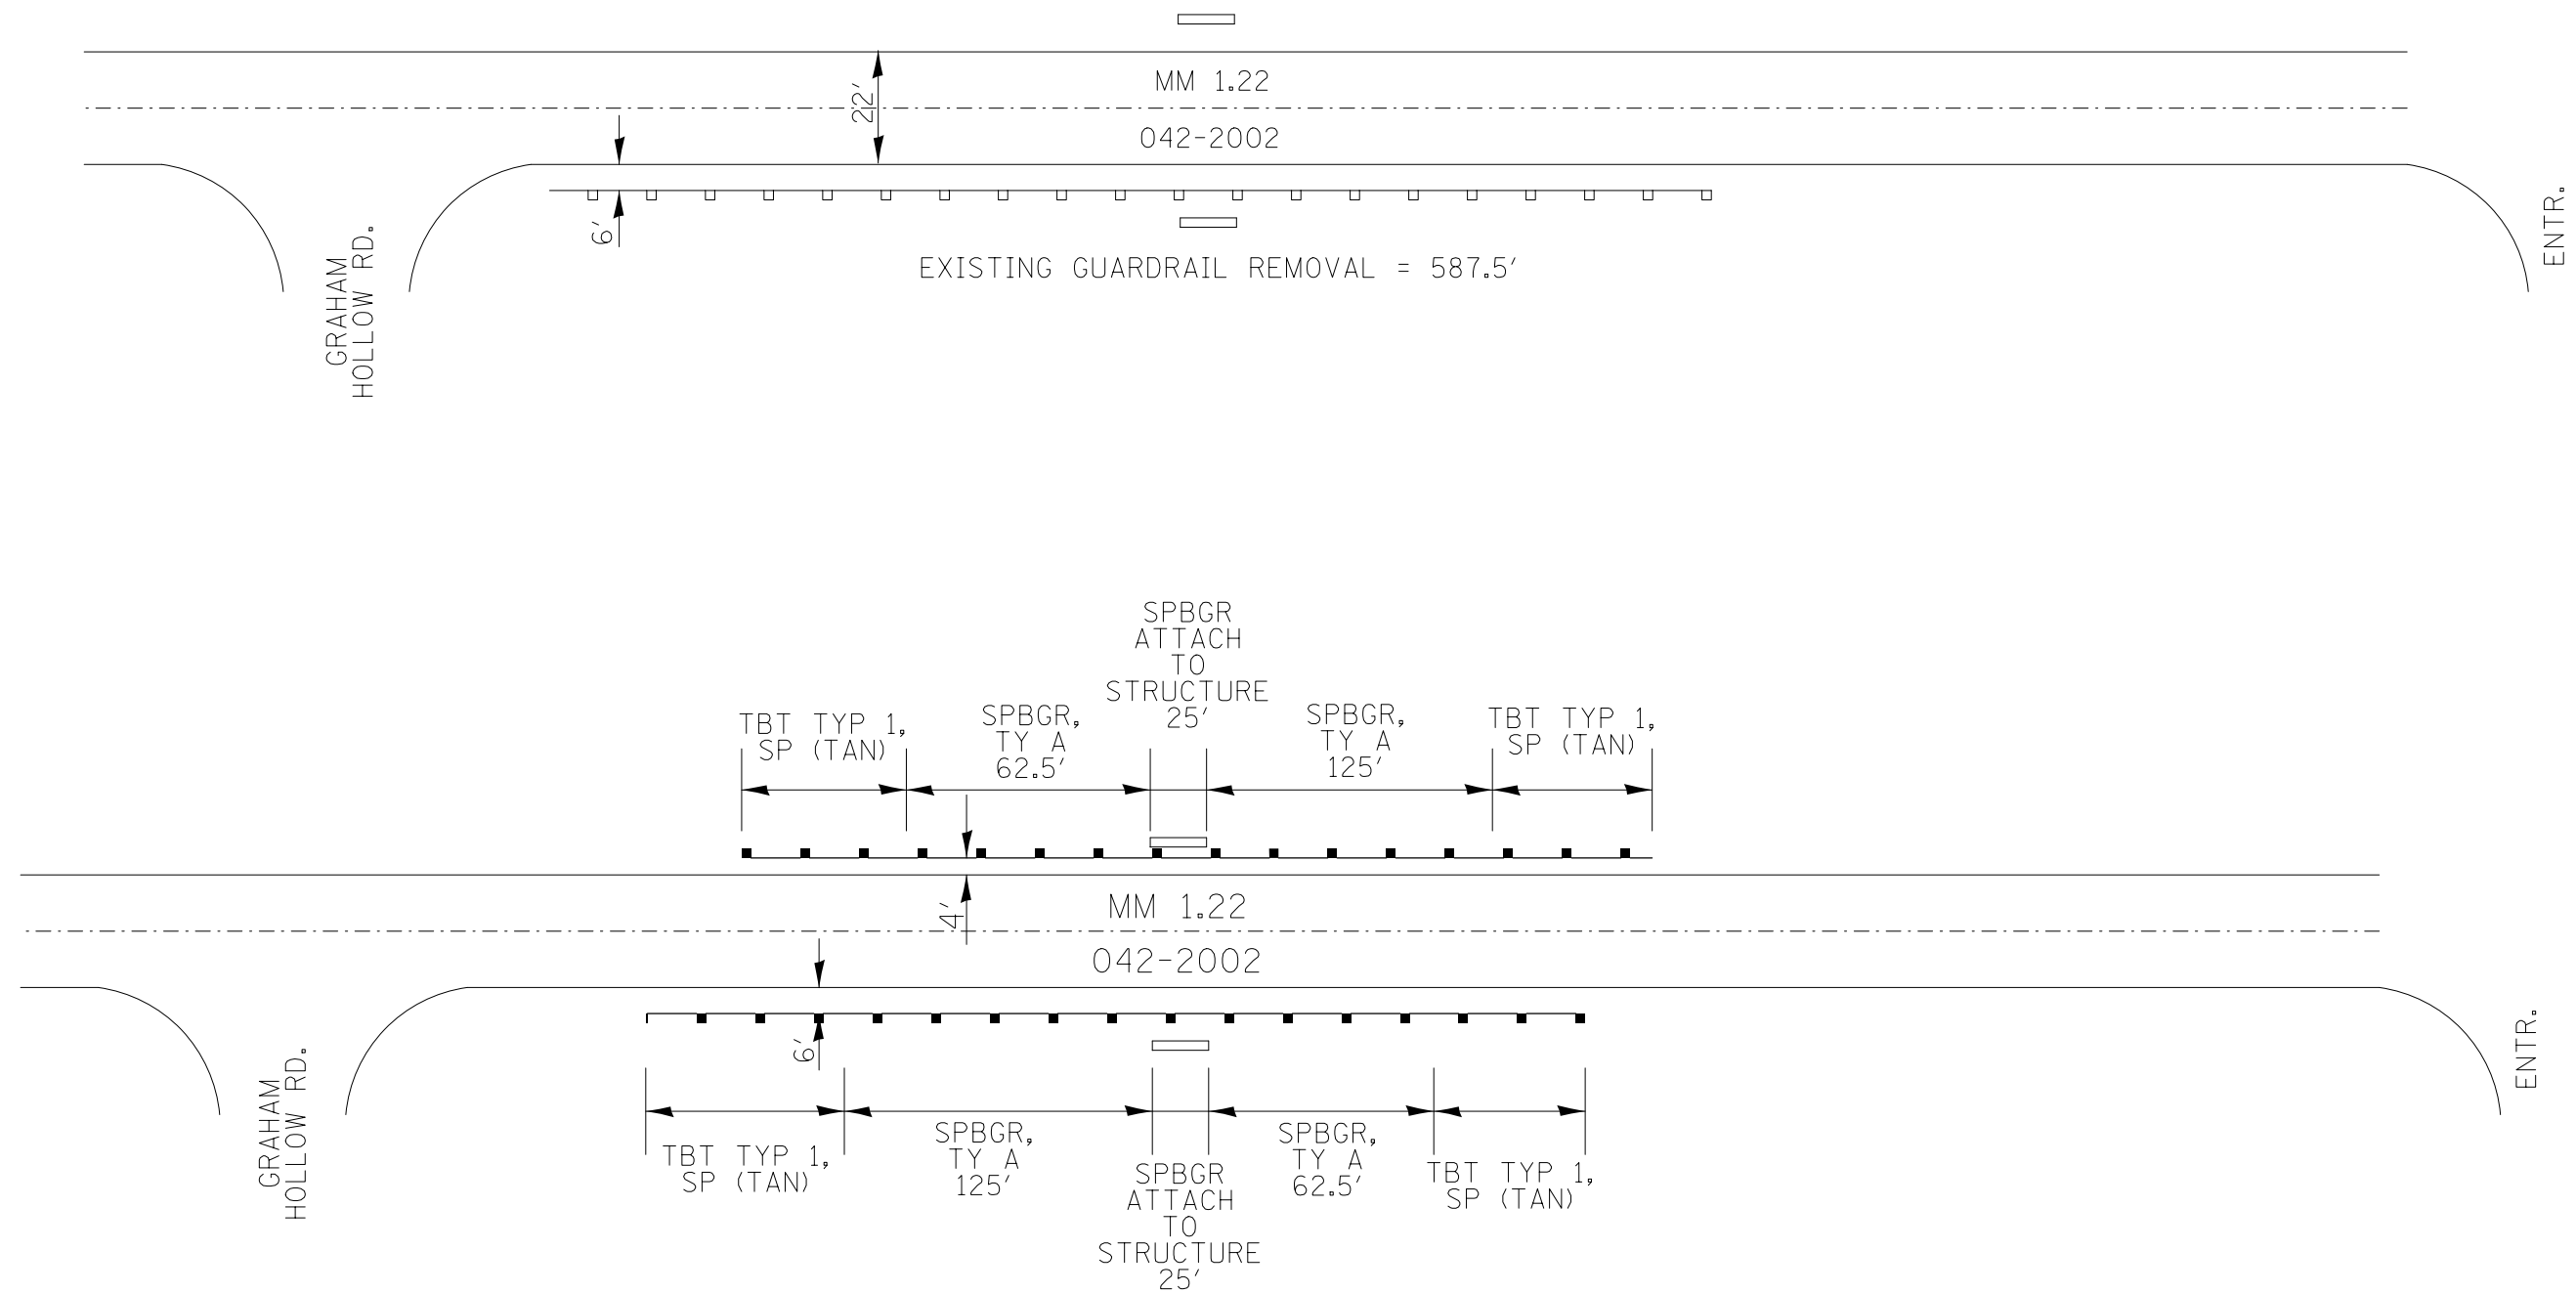 MM 1.22
22'
042-2002
6'
EXISTING GUARDRAIL REMOVAL = 587.5'
GRAHAM
HOLLOW RD.
ENTR.
SPBGR
ATTACH
TO
STRUCTURE
25'
TBT TYP 1,
SP (TAN)
SPBGR,
TY A
62.5'
SPBGR,
TY A
125'
TBT TYP 1,
SP (TAN)
4'
MM 1.22
042-2002
6'
GRAHAM
HOLLOW RD.
ENTR.
TBT TYP 1,
SP (TAN)
SPBGR,
TY A
125'
SPBGR
ATTACH
TO
STRUCTURE
25'
SPBGR,
TY A
62.5'
TBT TYP 1,
SP (TAN)